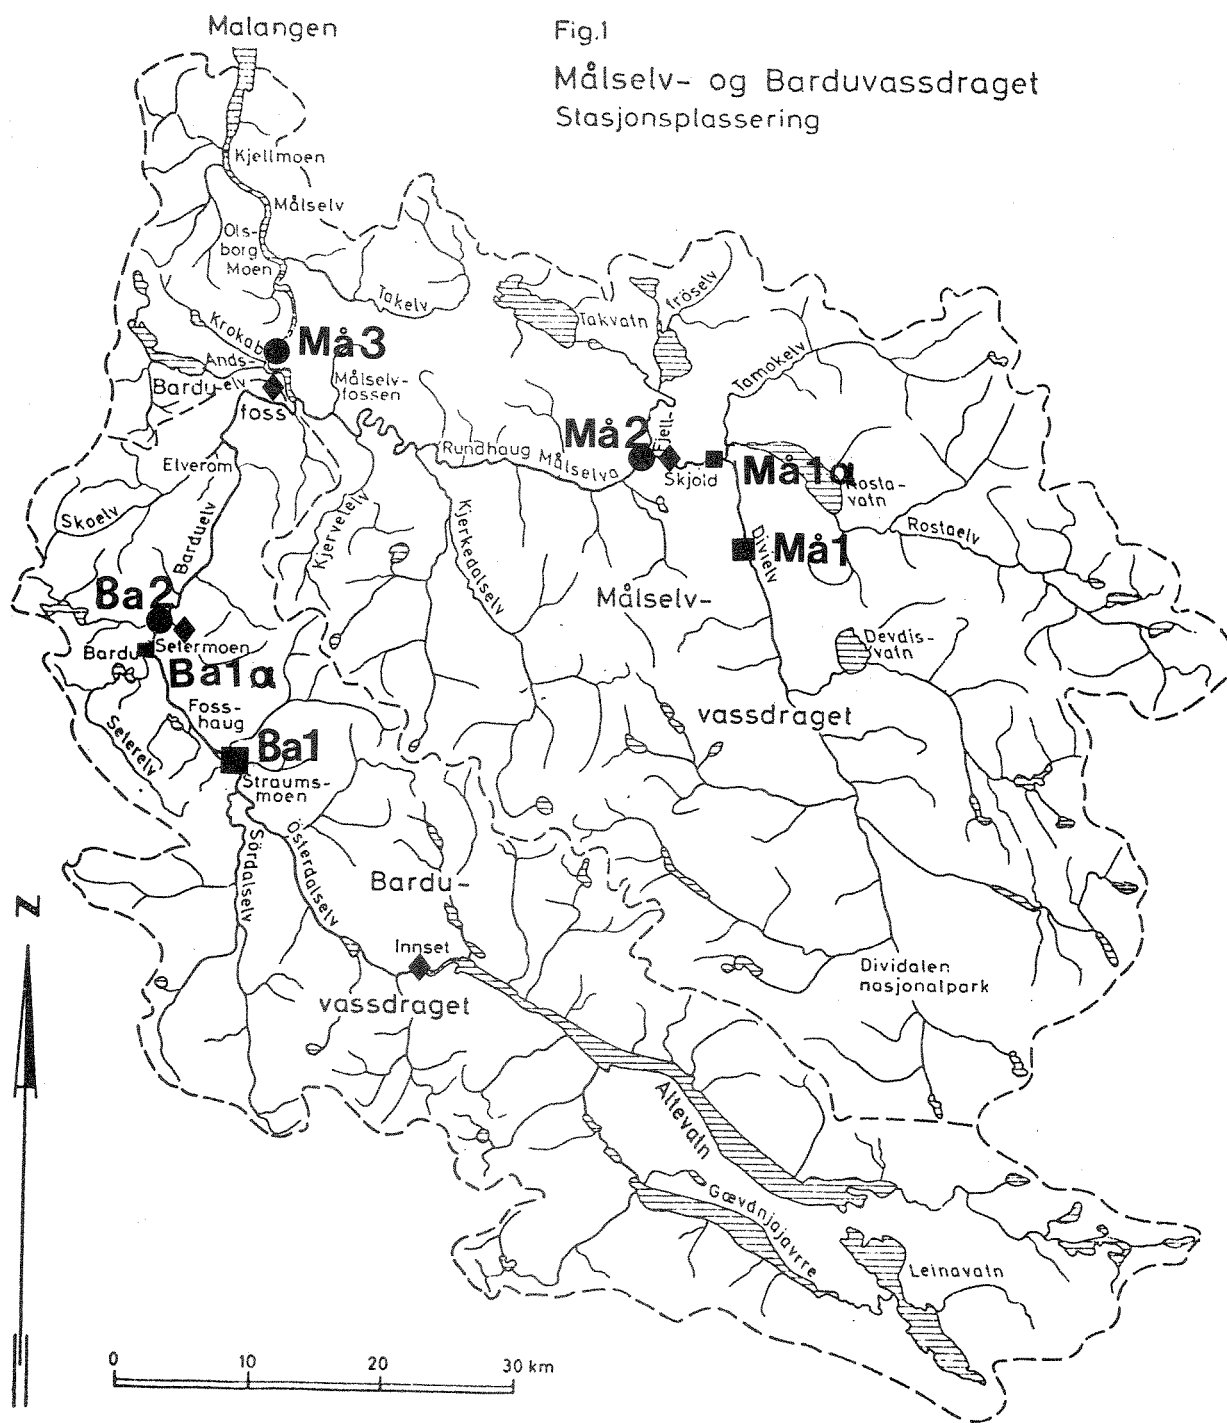 Malangen
Fig.1
Målselv- og Barduvassdraget
Stasjonsplassering
Kjellmoen
Målselv
Ols-
borg
Moen
Takelv
Takvatn
Iröselv
Krokab
Må3
Ands-
Bardu-elv
foss
Målselv-
fossen
Tamokelv
Må2
Fjell-
Rundhaug
Målselva
Skjold
Må1α
Rosta-
vatn
Rostaelv
Elverom
Skoelv
Barduelv
Kjervelelv
Kjerkedalselv
Divielv
Må1
Målselv-
vassdraget
Devdis-
vatn
Ba2
Setermoen
Bardu
Ba1α
Foss-
haug
Seterelv
Ba1
Straums-
moen
Sördalselv
Österdalselv
Bardu-
vassdraget
Innset
Dividalen
nasjonalpark
N
Altevatn
Gævdnjajavrre
Leinavatn
0 10 20 30 km